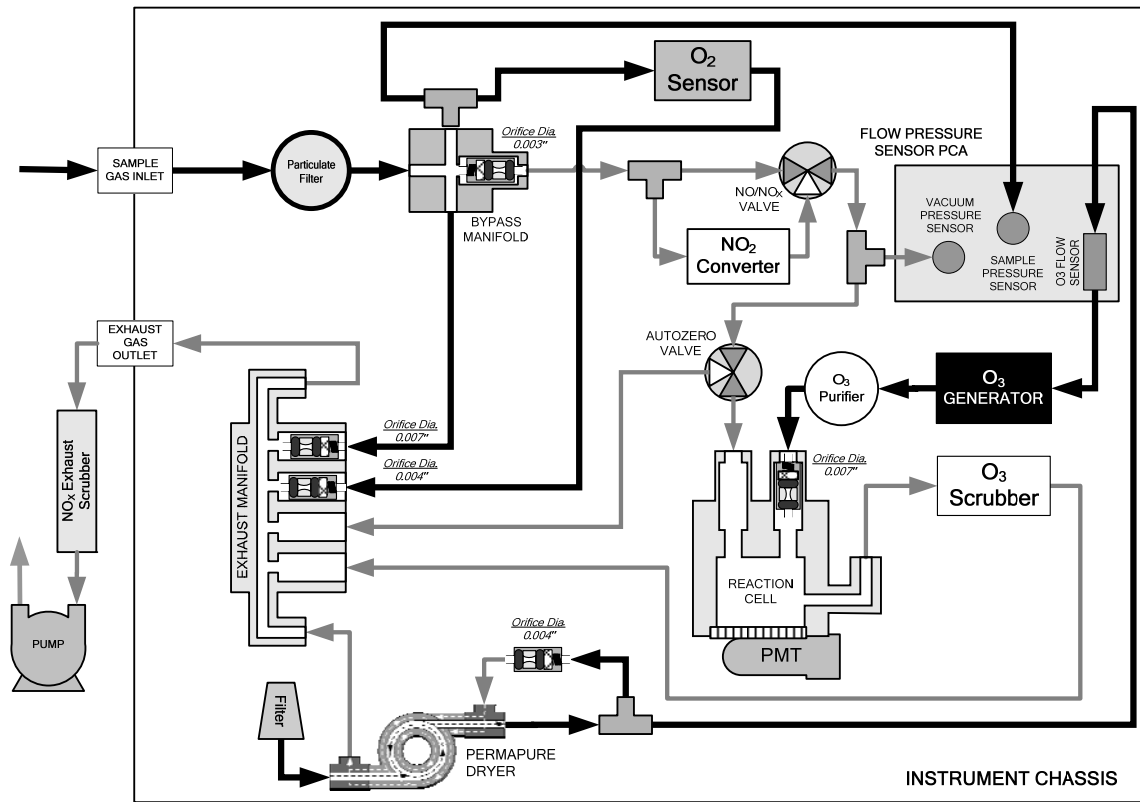 O2
Sensor
Orifice Dia.
0.003"
FLOW PRESSURE
SENSOR PCA
SAMPLE
GAS INLET
Particulate
Filter
BYPASS
MANIFOLD
NO/NOx
VALVE
NO2
Converter
VACUUM
PRESSURE
SENSOR
SAMPLE
PRESSURE
SENSOR
O3 FLOW
SENSOR
EXHAUST
GAS
OUTLET
AUTOZERO
VALVE
O3
Purifier
O3
GENERATOR
NOX Exhaust
Scrubber
EXHAUST MANIFOLD
Orifice Dia.
0.007"
Orifice Dia.
0.004"
Orifice Dia.
0.007"
O3
Scrubber
REACTION
CELL
PMT
PUMP
Filter
Orifice Dia.
0.004"
PERMAPURE
DRYER
INSTRUMENT CHASSIS